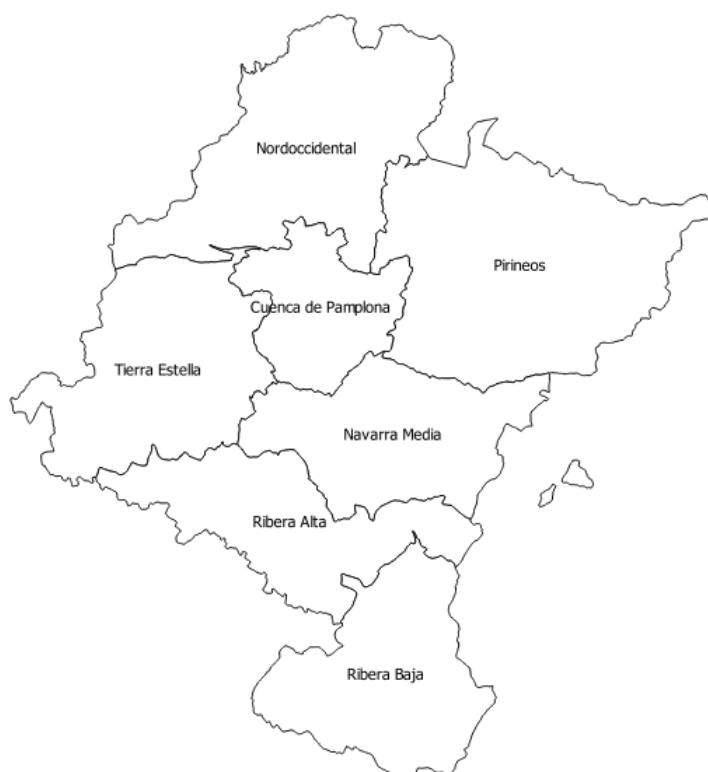 Nordoccidental
Pirineos
Cuenca de Pamplona
Tierra Estella
Navarra Media
Ribera Alta
Ribera Baja